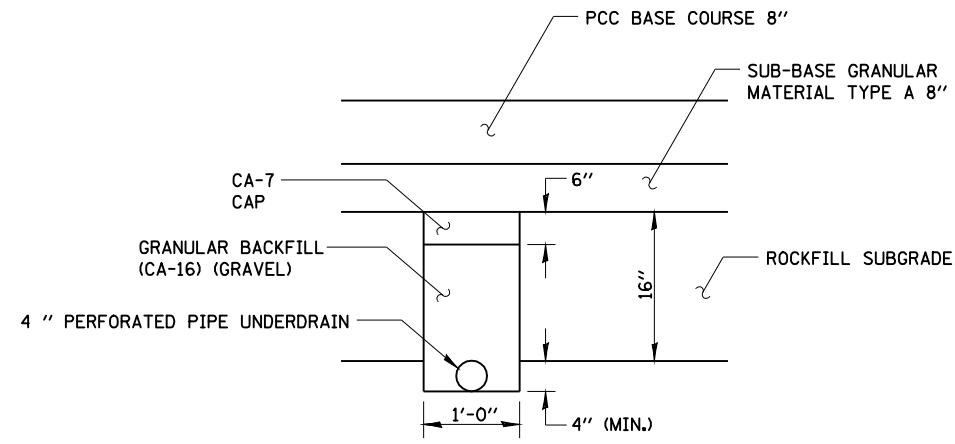 PCC BASE COURSE 8"
SUB-BASE GRANULAR
MATERIAL TYPE A 8"
CA-7
CAP
6"
GRANULAR BACKFILL
(CA-16) (GRAVEL)
ROCKFILL SUBGRADE
16"
4 " PERFORATED PIPE UNDERDRAIN
1'-0"
4" (MIN.)